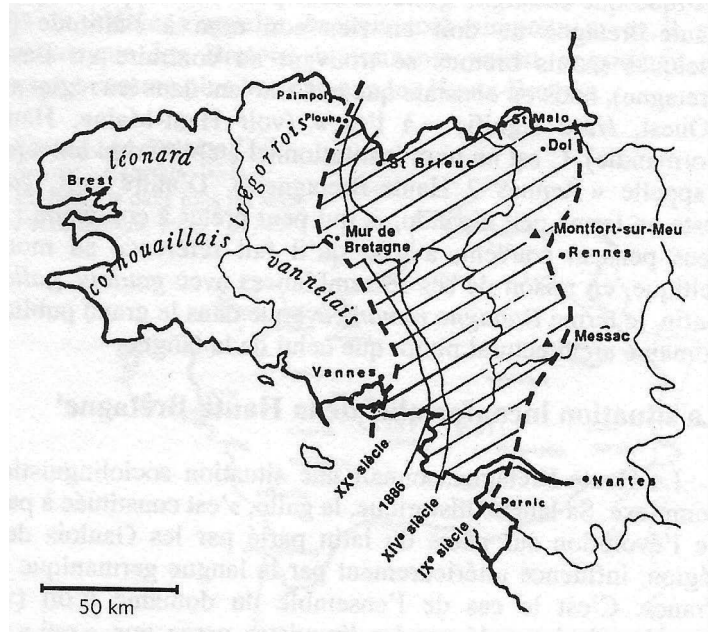 Paimpol
Plouha
St Malo
Dol
léonard
trégorrois
St Brieuc
Brest
Mur de
Bretagne
Montfort-sur-Meu
Rennes
cornouaillais
vannetais
Messac
Vannes
XXe siècle
1886
XIVe siècle
IXe siècle
Nantes
Pornic
50 km